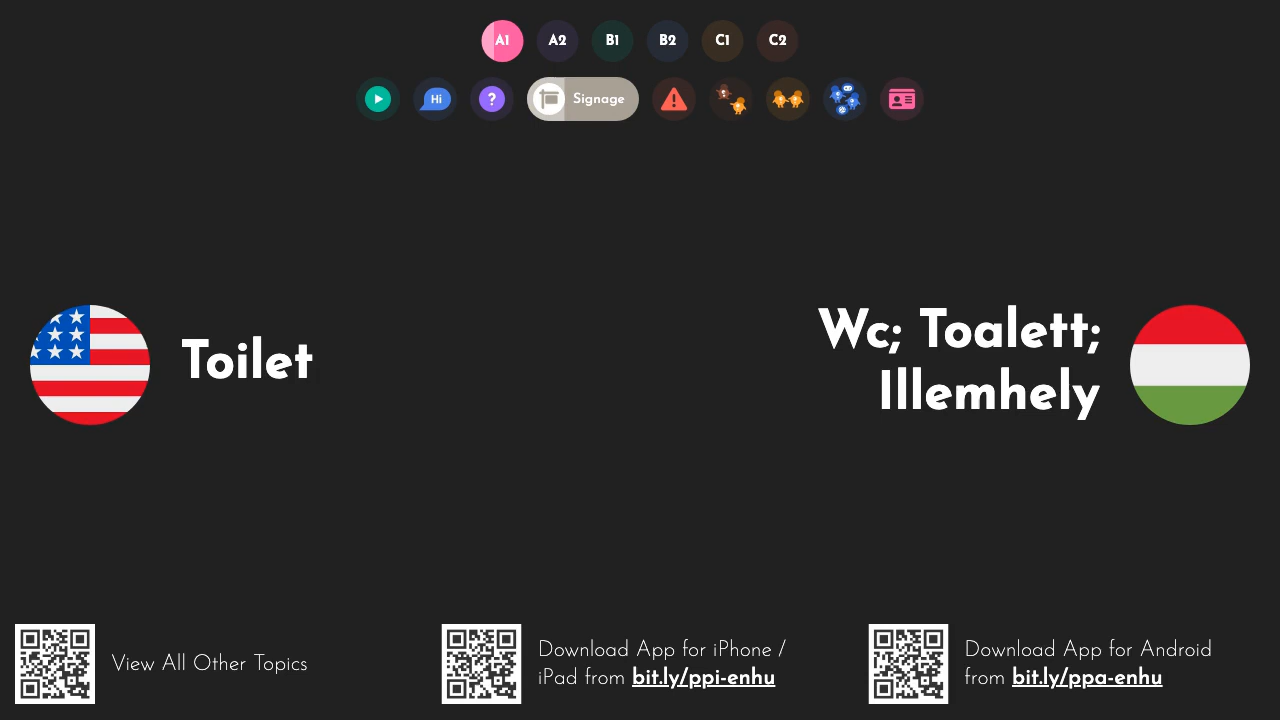 A1 A2 B1 B2 C1 C2
Hi ? Signage
Toilet
Wc; Toalett;
Illemhely
View All Other Topics
Download App for iPhone /
iPad from bit.ly/ppi-enhu
Download App for Android
from bit.ly/ppa-enhu